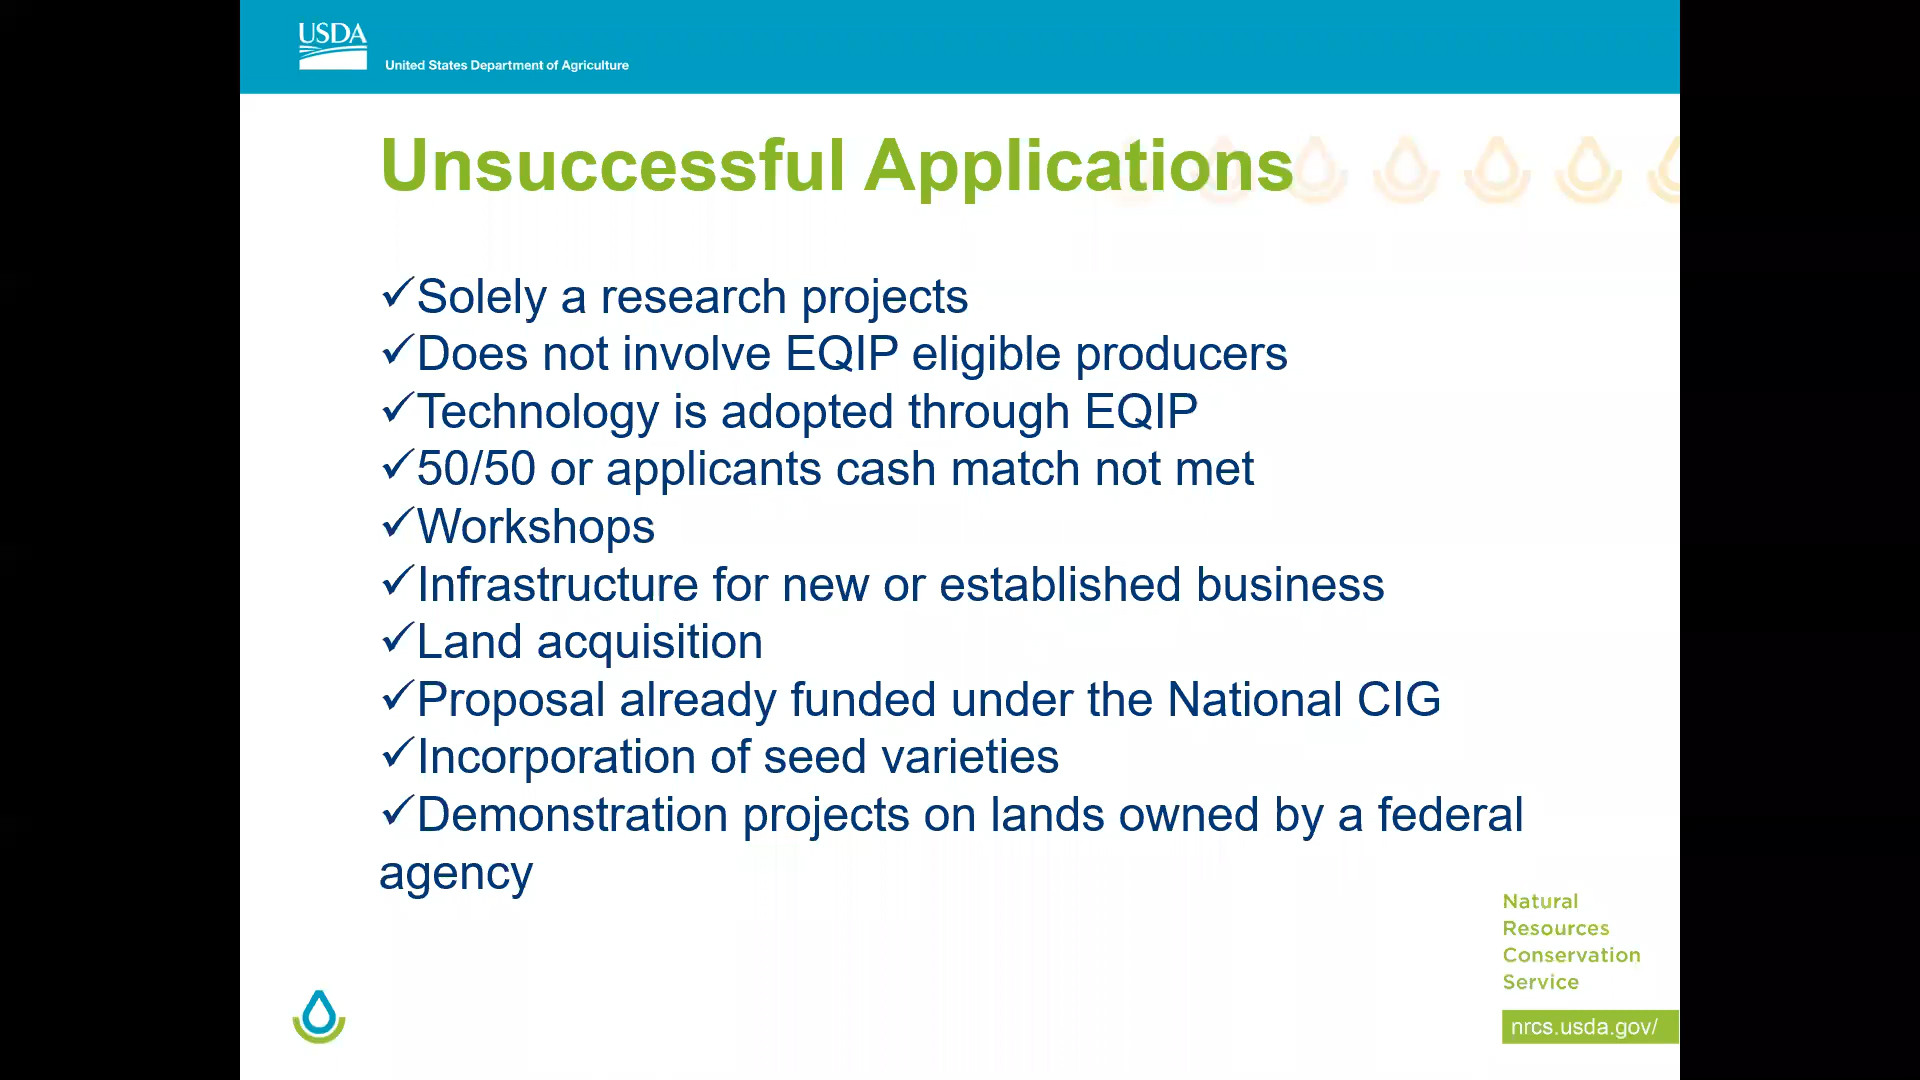 USDA
United States Department of Agriculture
Unsuccessful Applications
✓Solely a research projects
✓Does not involve EQIP eligible producers
✓Technology is adopted through EQIP
✓50/50 or applicants cash match not met
✓Workshops
✓Infrastructure for new or established business
✓Land acquisition
✓Proposal already funded under the National CIG
✓Incorporation of seed varieties
✓Demonstration projects on lands owned by a federal
agency
Natural
Resources
Conservation
Service
nrcs.usda.gov/